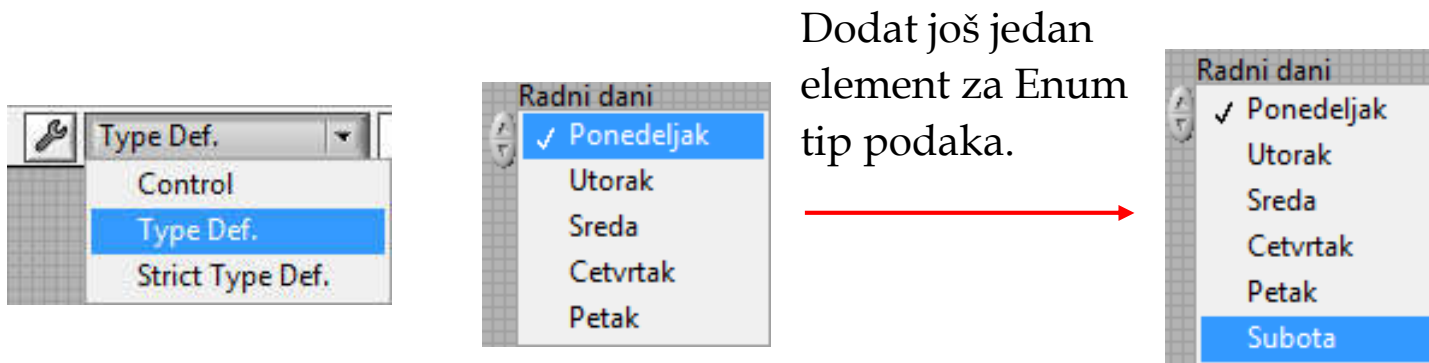 Type Def.
Control
Type Def.
Strict Type Def.
Radni dani
✓ Ponedeljak
Utorak
Sreda
Cetvrtak
Petak
Dodat još jedan
element za Enum
tip podaka.
Radni dani
✓ Ponedeljak
Utorak
Sreda
Cetvrtak
Petak
Subota